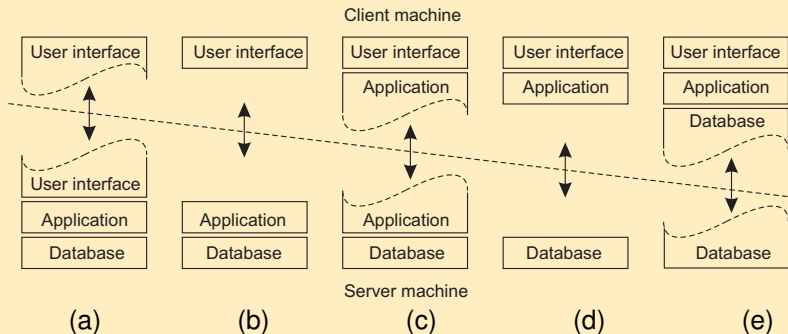 Client machine
User interface
User interface
User interface
User interface
User interface
Application
Application
Application
Database
User interface
Application
Application
Application
Database
Database
Database
Database
Database
Server machine
(a)
(b)
(c)
(d)
(e)